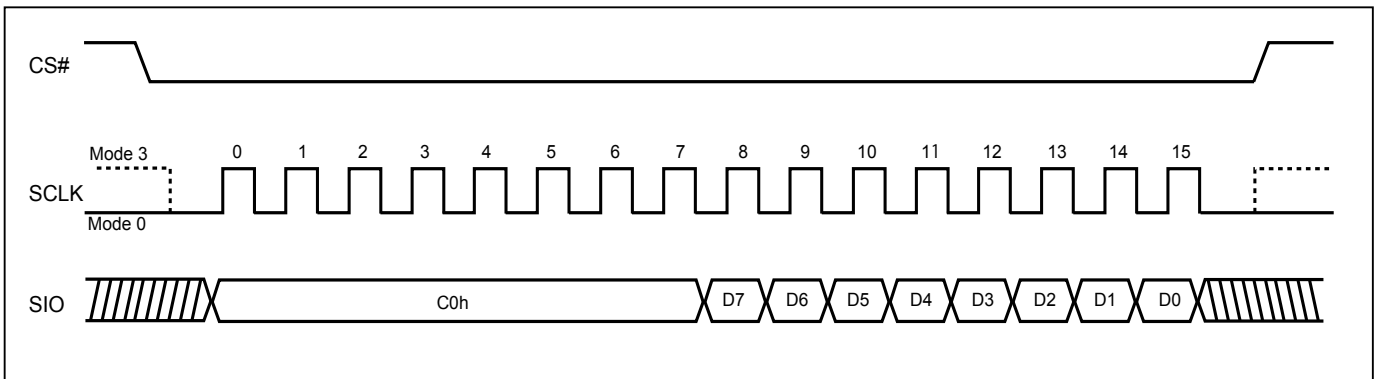 CS#
Mode 3 0 1 2 3 4 5 6 7 8 9 10 11 12 13 14 15
SCLK
Mode 0
SIO C0h D7 D6 D5 D4 D3 D2 D1 D0